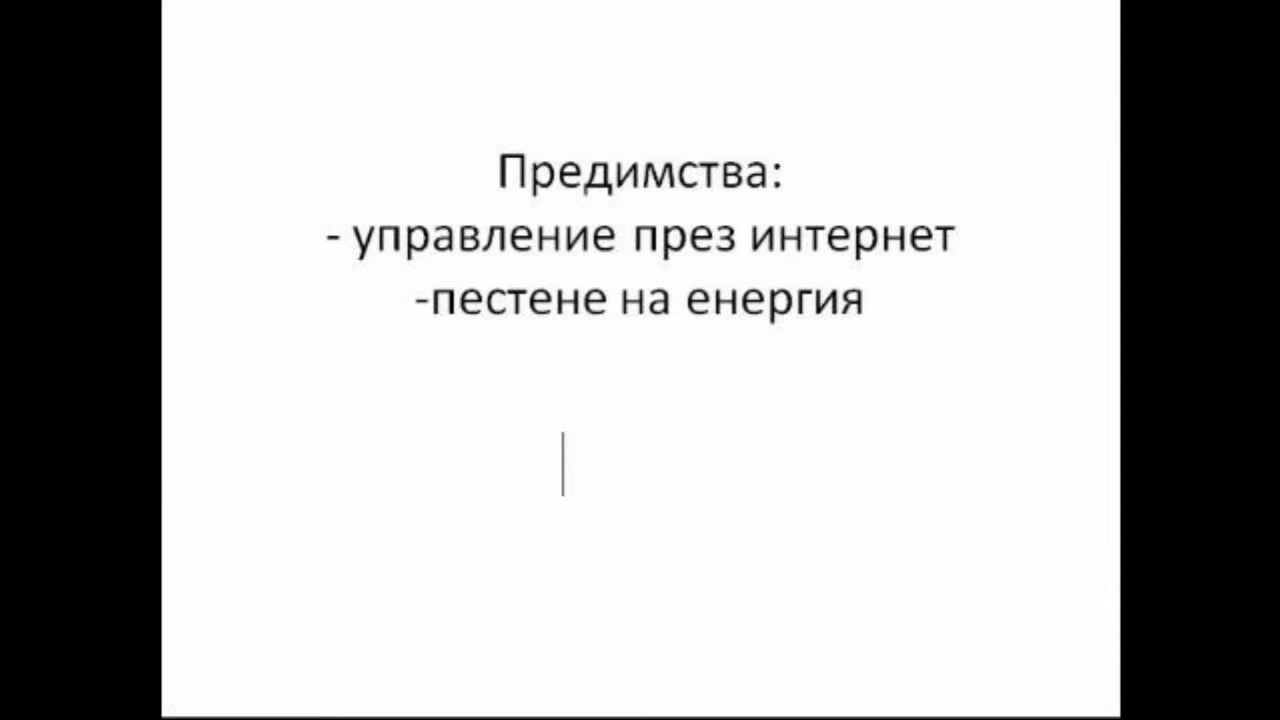 Предимства:
- управление през интернет
-пестене на енергия